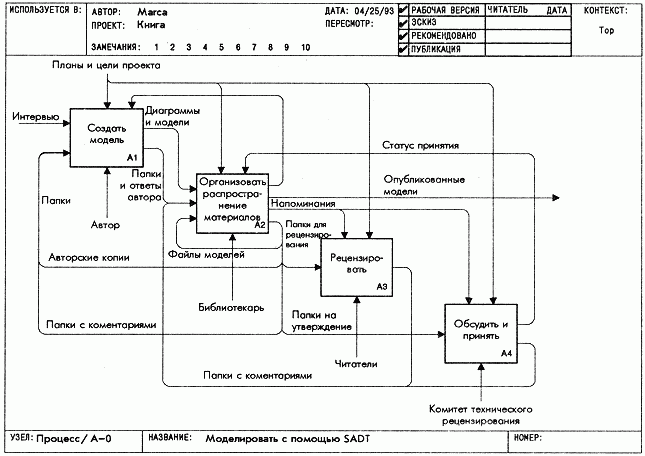 ИСПОЛЬЗУЕТСЯ В:
АВТОР: Marca
ДАТА: 04/25/93
ПРОЕКТ: Книга
ПЕРЕСМОТР:
ЗАМЕЧАНИЯ: 1 2 3 4 5 6 7 8 9 10
РАБОЧАЯ ВЕРСИЯ
ЭСКИЗ
РЕКОМЕНДОВАНО
ПУБЛИКАЦИЯ
ЧИТАТЕЛЬ ДАТА
КОНТЕКСТ:
Top
Планы и цели проекта
Интервью
Создать
модель
A1
Диаграммы
и модели
Статус принятия
Папки
Папки
и ответы
автора
Организовать
распростра-
нение
материалов
A2
Опубликованные
модели
Напоминания
Автор
Папки для
рецензиро-
вания
Авторские копии
Файлы моделей
Рецензиро-
вать
A3
Библиотекарь
Папки с коментариями
Папки на
утверждение
Обсудить и
принять
A4
Читатели
Папки с коментариями
Комитет технического
рецензирования
УЗЕЛ: Процесс/ A-0
НАЗВАНИЕ: Моделировать с помощью SADT
НОМЕР: